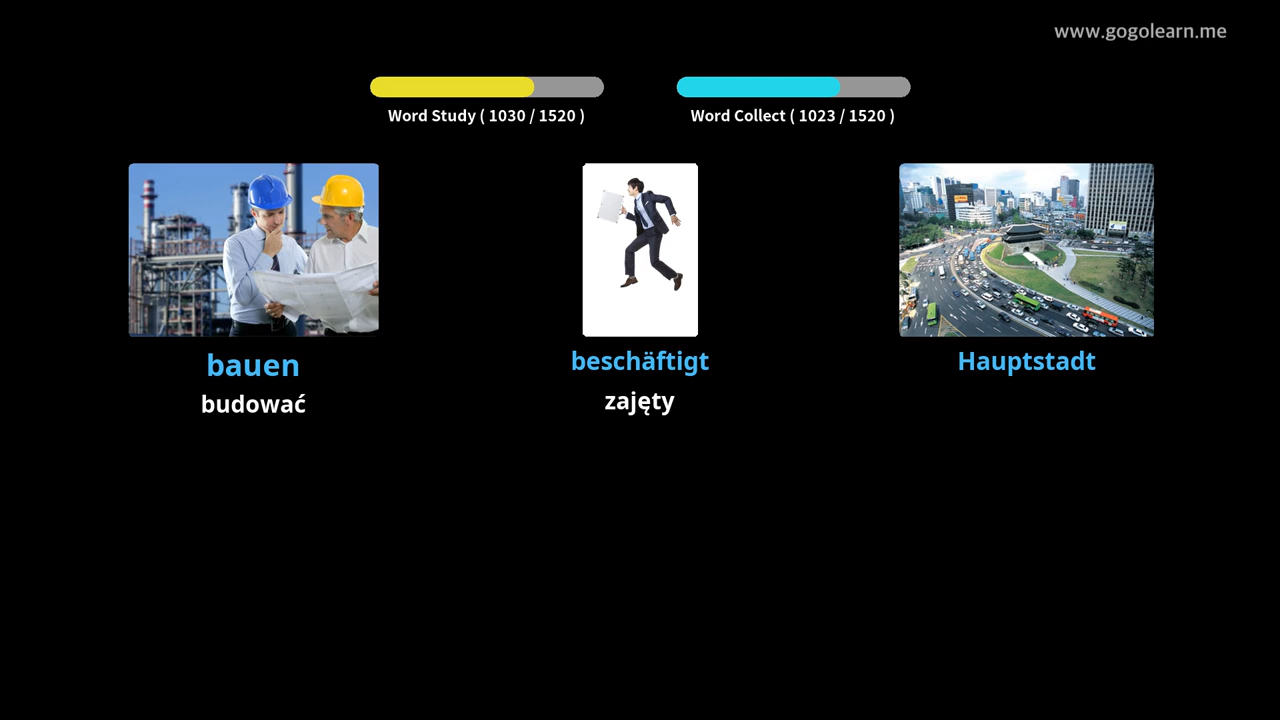 www.gogolearn.me
Word Study ( 1030 / 1520 )
Word Collect ( 1023 / 1520 )
bauen
budować
beschäftigt
zajęty
Hauptstadt